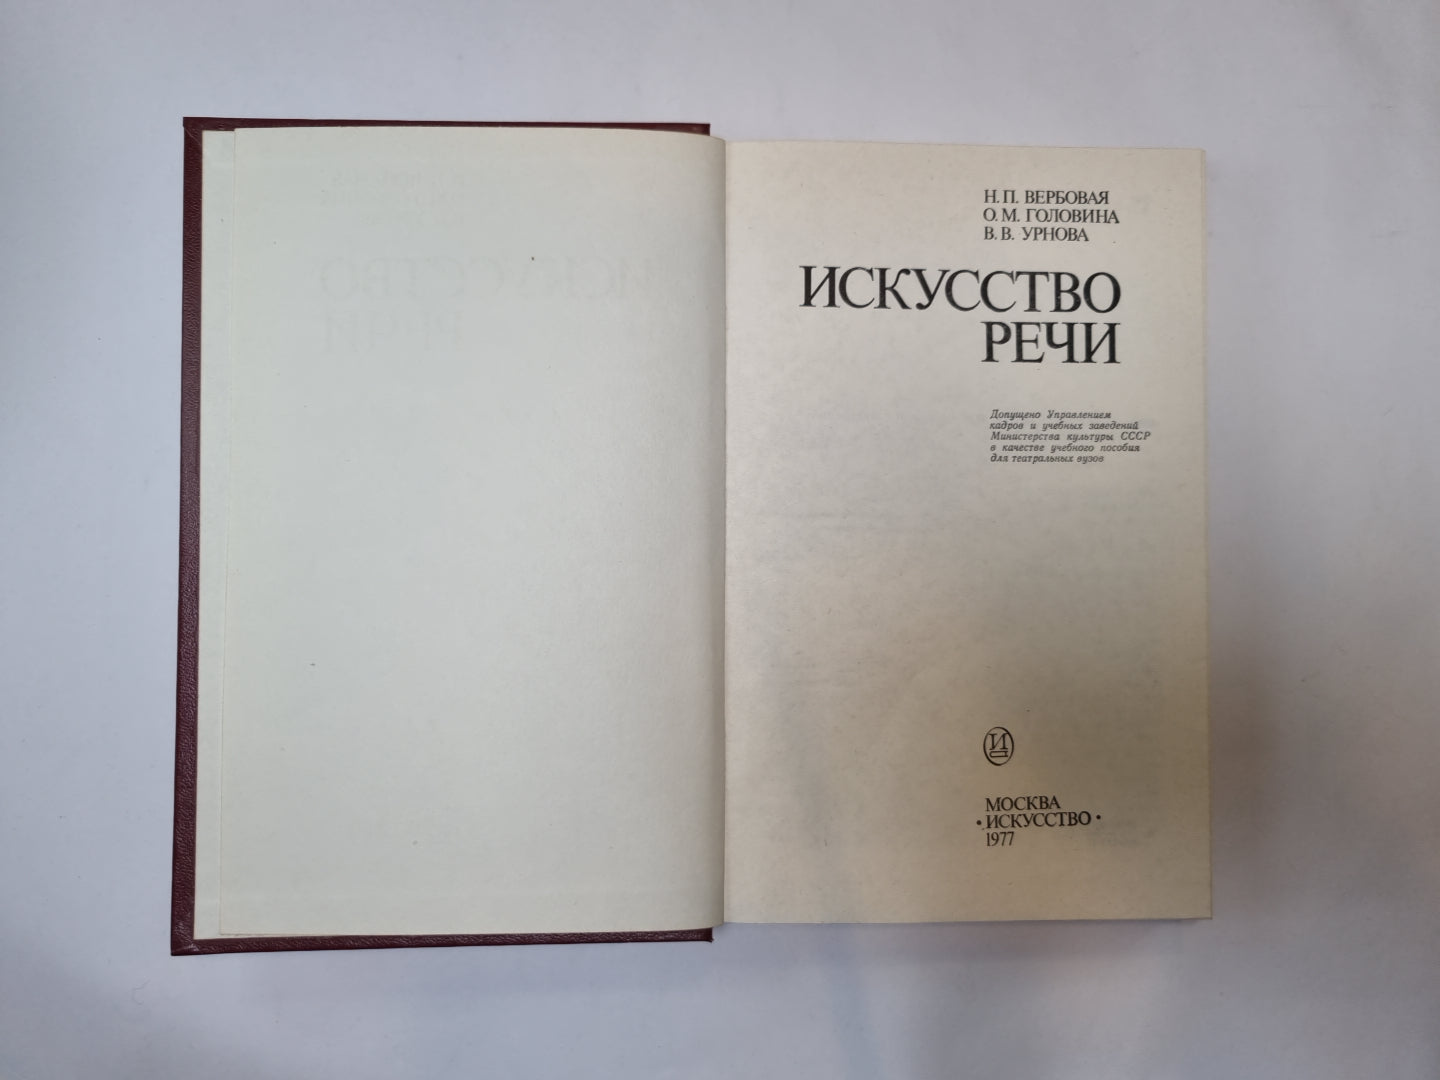 Н. П. ВЕРБОВАЯ
О. М. ГОЛОВИНА
В. В. УРНОВА
ИСКУССТВО
РЕЧИ
Допущено Управлением
кадров и учебных заведений
Министерства культуры СССР
в качестве учебного пособия
для театральных вузов
И
МОСКВА
• ИСКУССТВО •
1977